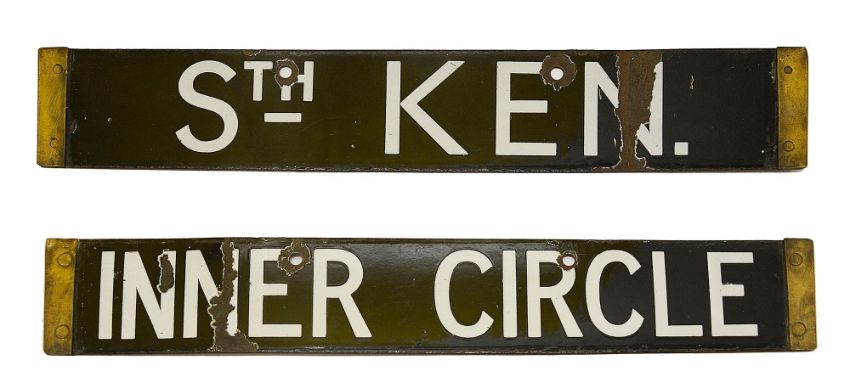 STH KEN.
INNER CIRCLE